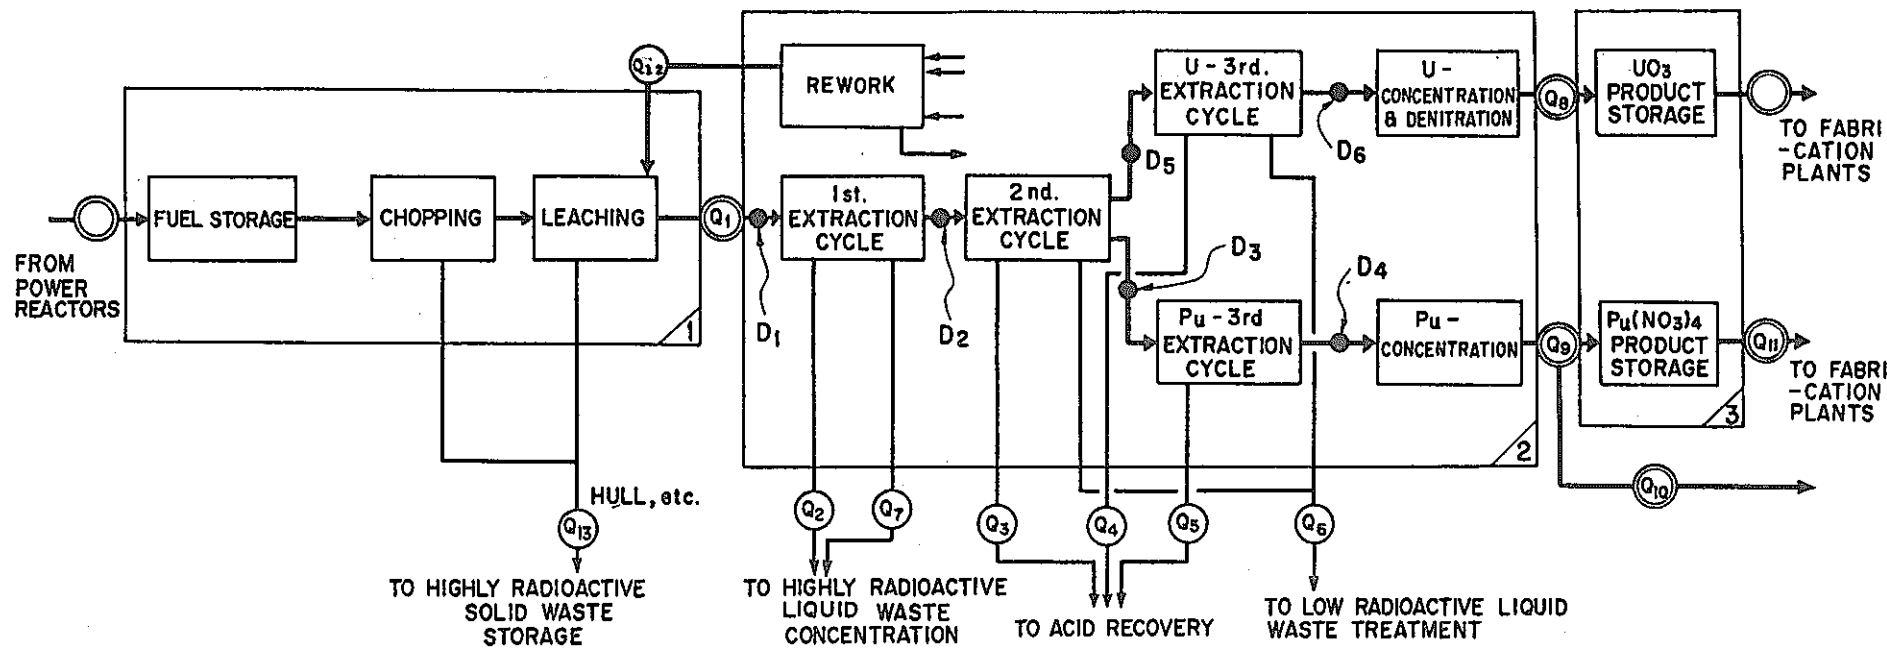 Q12
REWORK
U - 3rd.
EXTRACTION
CYCLE
U -
CONCENTRATION
& DENITRATION
Q8
UO3
PRODUCT
STORAGE
TO FABRI
-CATION
PLANTS
D5
D6
FUEL STORAGE
CHOPPING
LEACHING
Q1
1st.
EXTRACTION
CYCLE
2nd.
EXTRACTION
CYCLE
FROM
POWER
REACTORS
1
D1
D2
D3
D4
Pu - 3rd
EXTRACTION
CYCLE
Pu -
CONCENTRATION
Q9
Pu(NO3)4
PRODUCT
STORAGE
Q11
TO FABRI
-CATION
PLANTS
2
3
Q10
HULL, etc.
Q13
Q2
Q7
Q3
Q4
Q5
Q6
TO HIGHLY RADIOACTIVE
SOLID WASTE
STORAGE
TO HIGHLY RADIOACTIVE
LIQUID WASTE
CONCENTRATION
TO ACID RECOVERY
TO LOW RADIOACTIVE LIQUID
WASTE TREATMENT